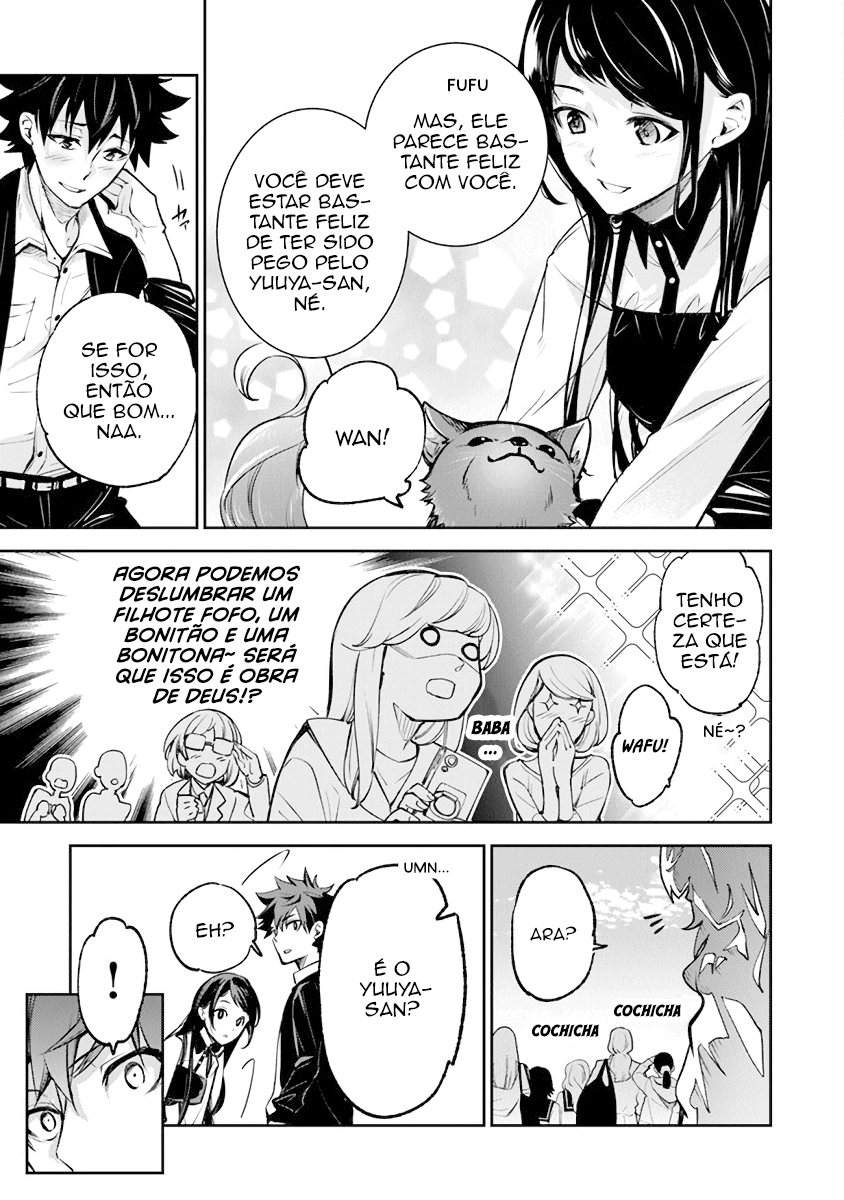 FUFU
MAS, ELE
PARECE BAS-
TANTE FELIZ
COM VOCÊ.
VOCÊ DEVE
ESTAR BAS-
TANTE FELIZ
DE TER SIDO
PEGO PELO
YUUYA-SAN,
NÉ.
WAN!
SE FOR
ISSO,
ENTÃO
QUE BOM...
NAA.
TENHO
CERTE-
ZA QUE
ESTÁ!
NÉ~?
WAFU!
BABA
...
AGORA PODEMOS
DESLUMBRAR UM
FILHOTE FOFO, UM
BONITÃO E UMA
BONITONA~ SERÁ
QUE ISSO É OBRA
DE DEUS!?
ARA?
COCHICHA
COCHICHA
UMN...
É O
YUUYA-
SAN?
EH?
!